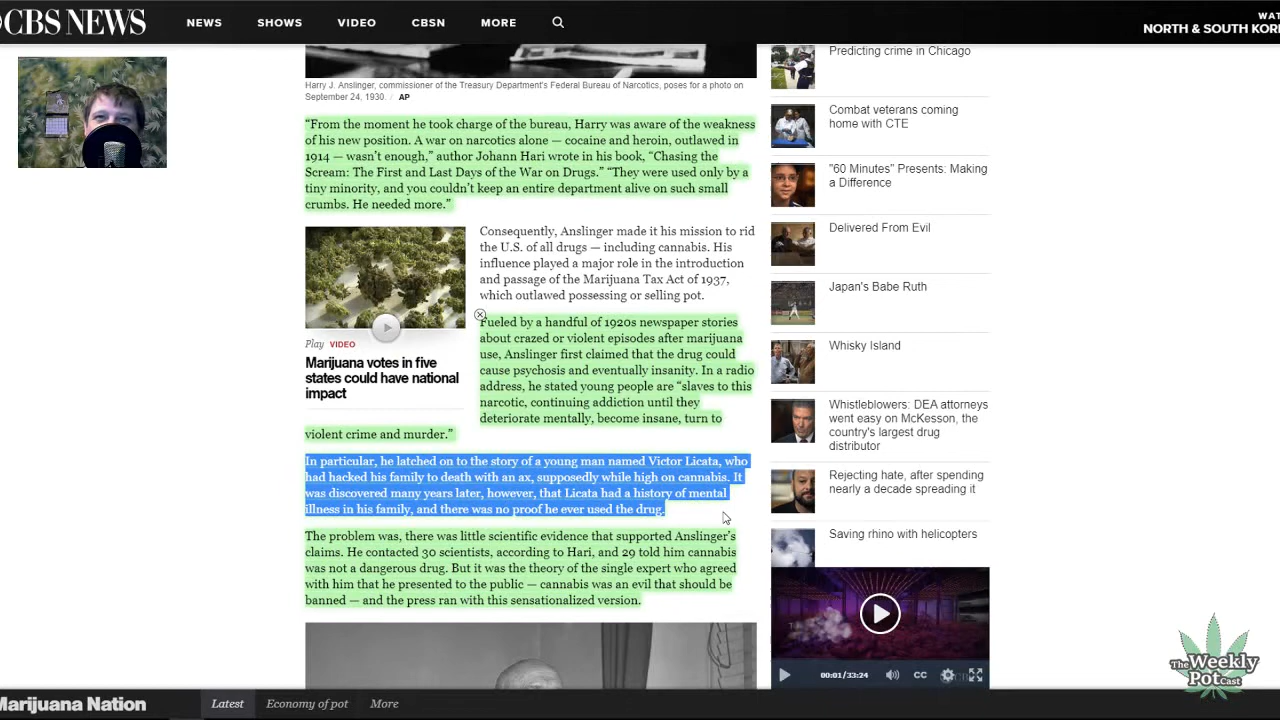 CBS NEWS
NEWS
SHOWS
VIDEO
CBSN
MORE
NORTH & SOUTH
Harry J. Anslinger, commissioner of the Treasury Department's Federal Bureau of Narcotics, poses for a photo on
September 24, 1930. / AP
“From the moment he took charge of the bureau, Harry was aware of the weakness
of his new position. A war on narcotics alone — cocaine and heroin, outlawed in
1914 — wasn’t enough,” author Johann Hari wrote in his book, “Chasing the
Scream: The First and Last Days of the War on Drugs.” “They were used only by a
tiny minority, and you couldn’t keep an entire department alive on such small
crumbs. He needed more.”
Consequently, Anslinger made it his mission to rid
the U.S. of all drugs — including cannabis. His
influence played a major role in the introduction
and passage of the Marijuana Tax Act of 1937,
which outlawed possessing or selling pot.
Play VIDEO
Marijuana votes in five
states could have national
impact
Fueled by a handful of 1920s newspaper stories
about crazed or violent episodes after marijuana
use, Anslinger first claimed that the drug could
cause psychosis and eventually insanity. In a radio
address, he stated young people are “slaves to this
narcotic, continuing addiction until they
deteriorate mentally, become insane, turn to
violent crime and murder.”
In particular, he latched on to the story of a young man named Victor Licata, who
had hacked his family to death with an ax, supposedly while high on cannabis. It
was discovered many years later, however, that Licata had a history of mental
illness in his family, and there was no proof he ever used the drug.
The problem was, there was little scientific evidence that supported Anslinger’s
claims. He contacted 30 scientists, according to Hari, and 29 told him cannabis
was not a dangerous drug. But it was the theory of the single expert who agreed
with him that he presented to the public — cannabis was an evil that should be
banned — and the press ran with this sensationalized version.
Predicting crime in Chicago
Combat veterans coming
home with CTE
"60 Minutes" Presents: Making
a Difference
Delivered From Evil
Japan's Babe Ruth
Whisky Island
Whistleblowers: DEA attorneys
went easy on McKesson, the
country's largest drug
distributor
Rejecting hate, after spending
nearly a decade spreading it
Saving rhino with helicopters
00:01/33:24
CC
The Weekly
PotCast
Marijuana Nation
Latest
Economy of pot
More